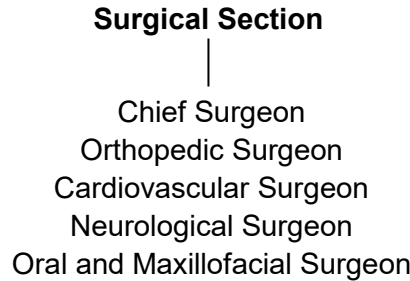 Surgical Section
Chief Surgeon
Orthopedic Surgeon
Cardiovascular Surgeon
Neurological Surgeon
Oral and Maxillofacial Surgeon